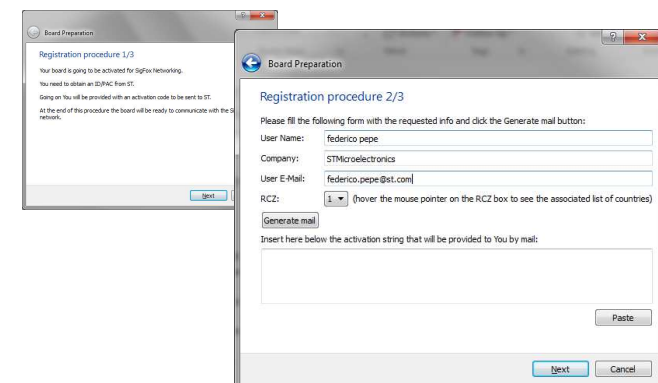 Board Preparation
Registration procedure 1/3
Your board is going to be activated for SigFox Networking.
You need to obtain an ID/PAC from ST.
Going on You will be provided with an activation code to be sent to ST.
At the end of this procedure the board will be ready to communicate with the
network.
Next
Board Preparation
Registration procedure 2/3
Please fill the following form with the requested info and click the Generate mail button:
User Name: federico pepe
Company: STMicroelectronics
User E-Mail: federico.pepe@st.com
RCZ: 1 (hover the mouse pointer on the RCZ box to see the associated list of countries)
Generate mail
Insert here below the activation string that will be provided to You by mail:
Paste
Next Cancel